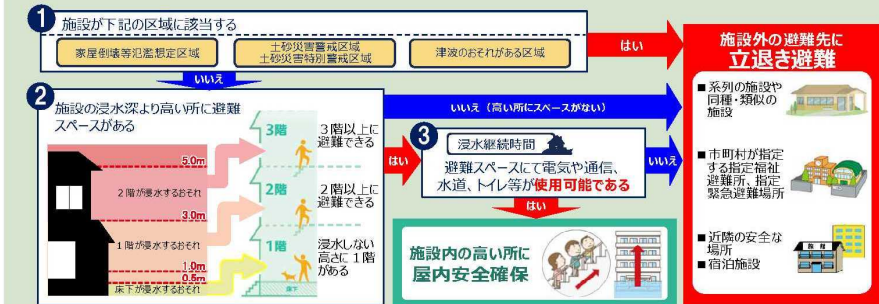 1 施設が下記の区域に該当する
家屋倒壊等氾濫想定区域
土砂災害警戒区域
土砂災害特別警戒区域
津波のおそれがある区域
はい
いいえ
2 施設の浸水深より高い所に避難
スペースがある
5.0m
2階が浸水するおそれ
3.0m
1階が浸水するおそれ
1.0m
0.5m
床下が浸水するおそれ
3階
3階以上に
避難できる
2階
2階以上に
避難できる
1階
浸水しない
高さに1階
がある
床下
いいえ（高い所にスペースがない）
はい
3 浸水継続時間
避難スペースにて電気や通信、
水道、トイレ等が使用可能である
いいえ
はい
施設内の高い所に
屋内安全確保
施設外の避難先に
立退き避難
■系列の施設や
同種・類似の
施設
■市町村が指定
する指定福祉
避難所、指定
緊急避難場所
■近隣の安全な
場所
■宿泊施設
旅館